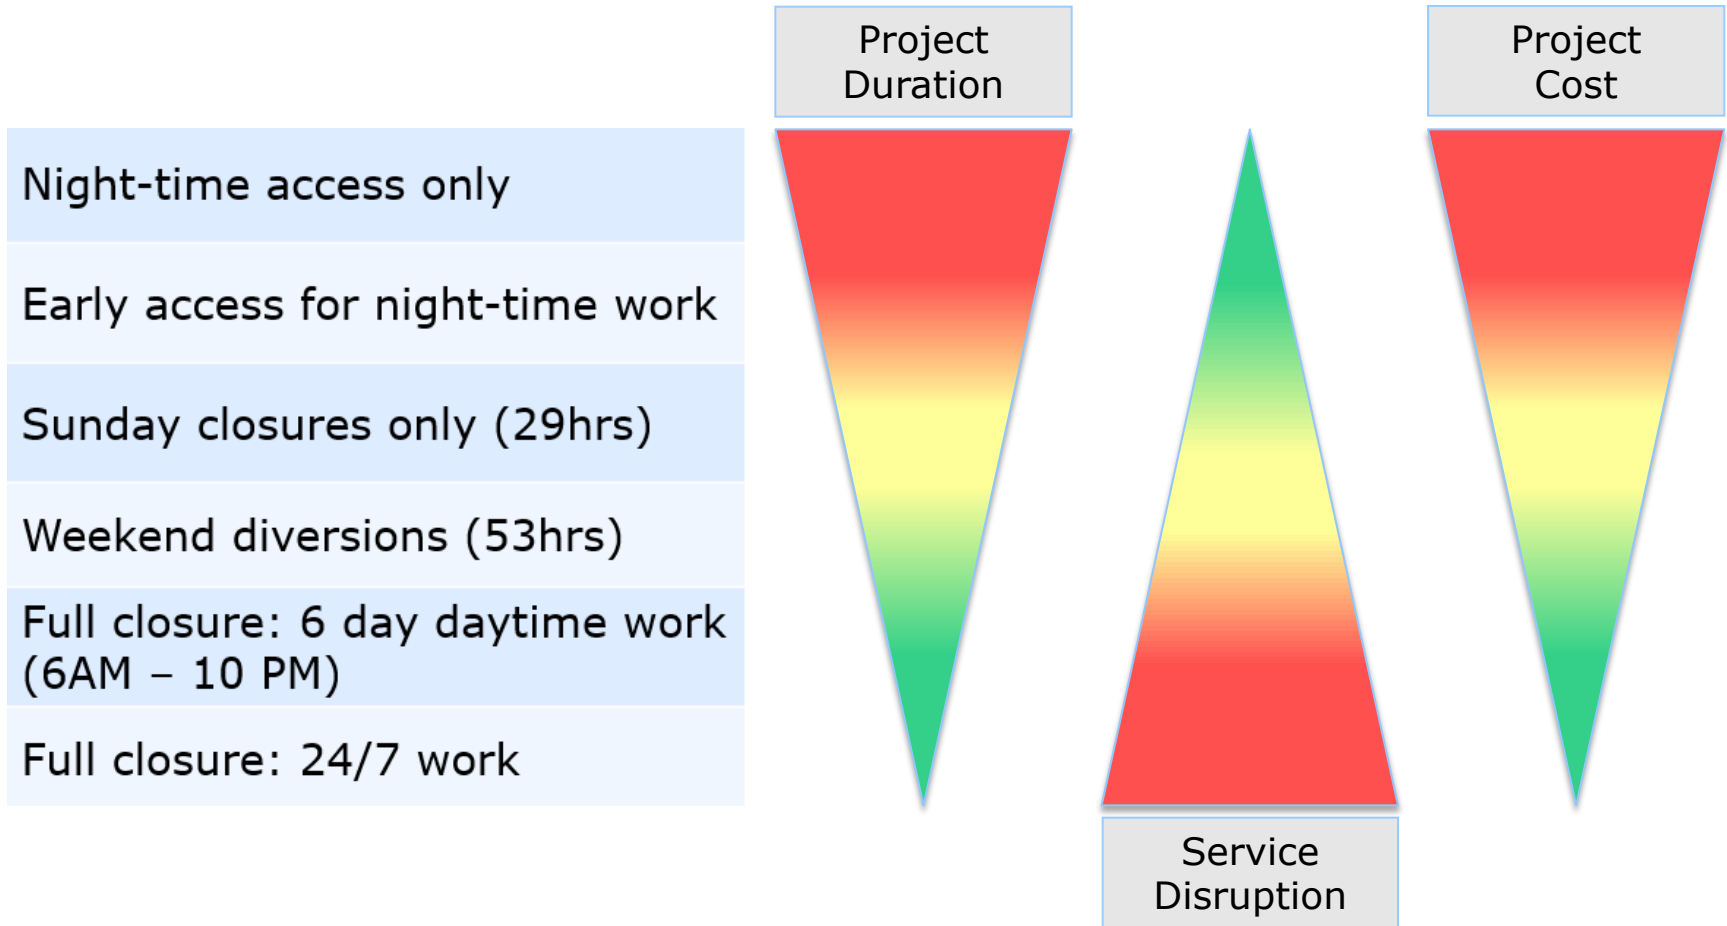 Project
Duration
Project
Cost
Night-time access only
Early access for night-time work
Sunday closures only (29hrs)
Weekend diversions (53hrs)
Full closure: 6 day daytime work
(6AM – 10 PM)
Full closure: 24/7 work
Service
Disruption